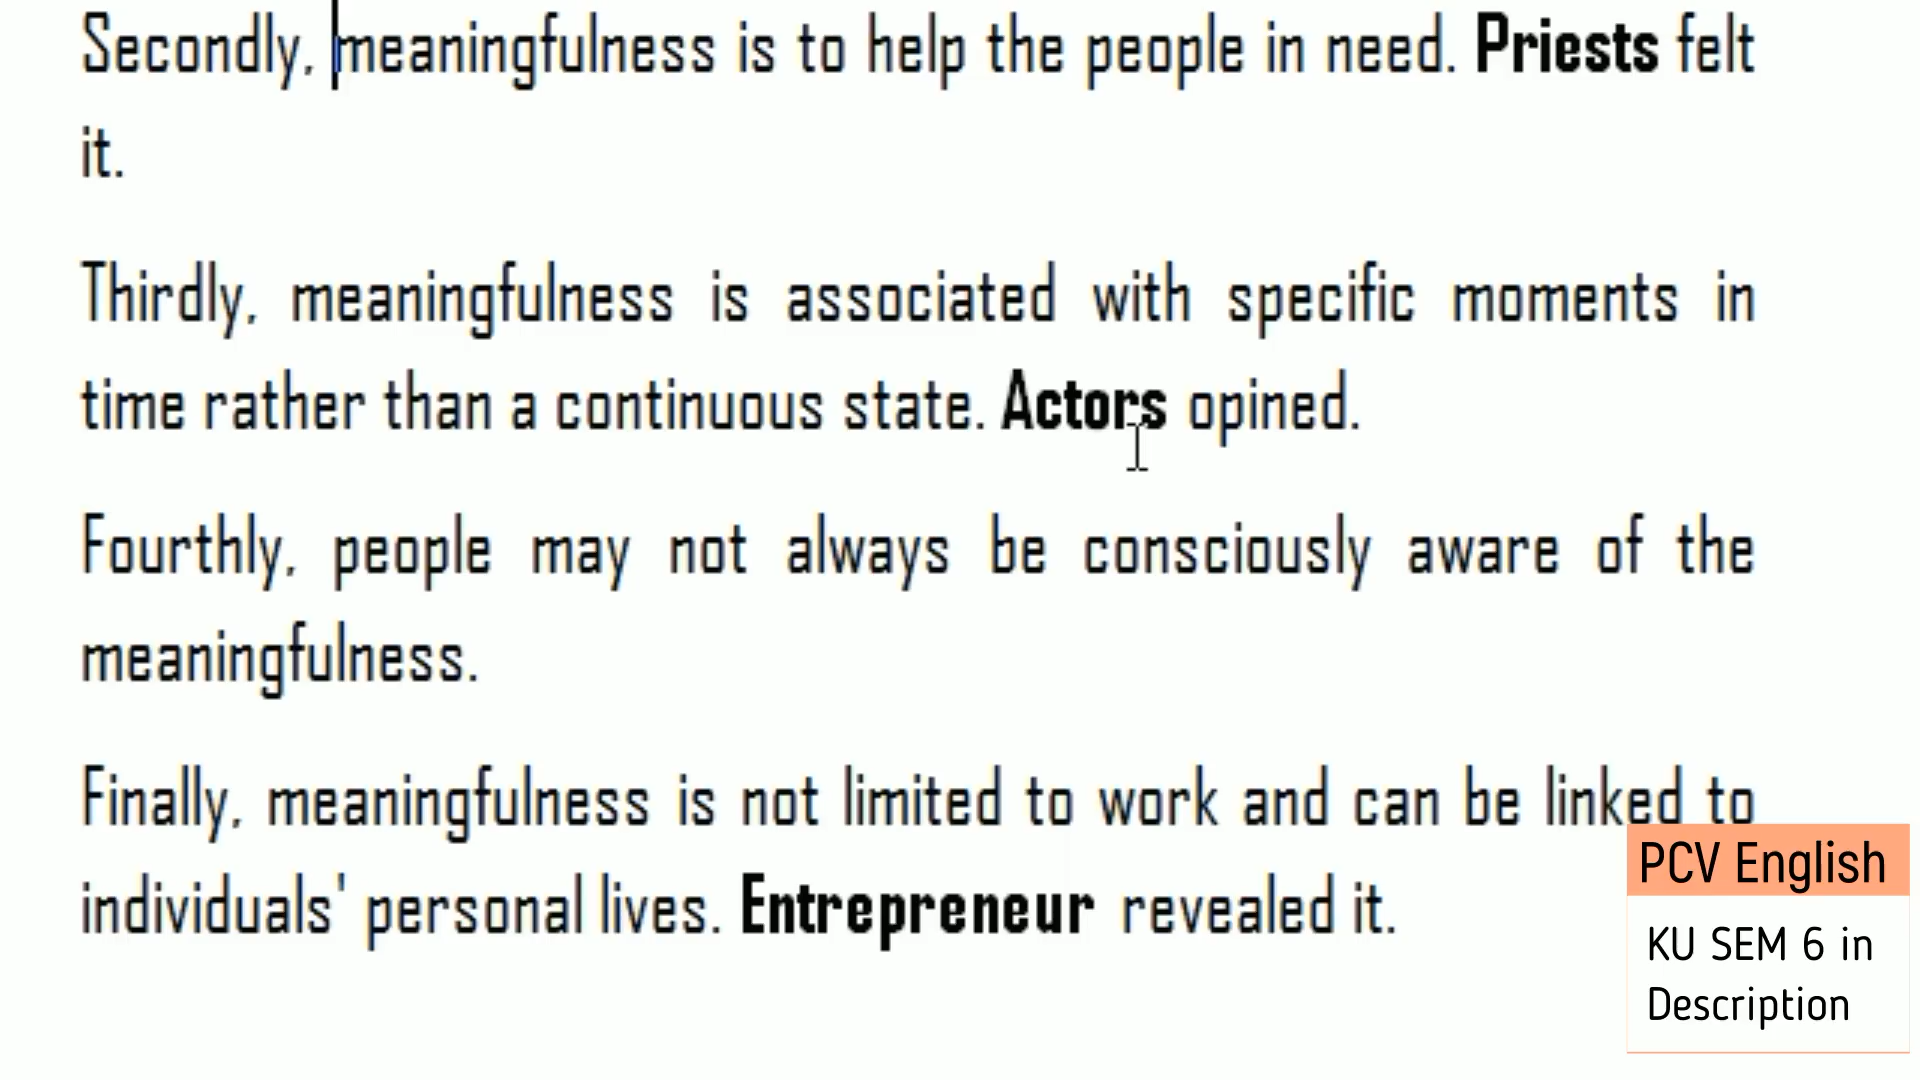 Secondly, meaningfulness is to help the people in need. Priests felt
it.
Thirdly, meaningfulness is associated with specific moments in
time rather than a continuous state. Actors opined.
Fourthly, people may not always be consciously aware of the
meaningfulness.
Finally, meaningfulness is not limited to work and can be linked to
individuals' personal lives. Entrepreneur revealed it.
PCV English
KU SEM 6 in
Description